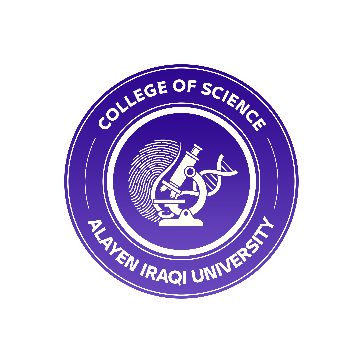 COLLEGE OF SCIENCE
ALAYEN IRAQI UNIVERSITY